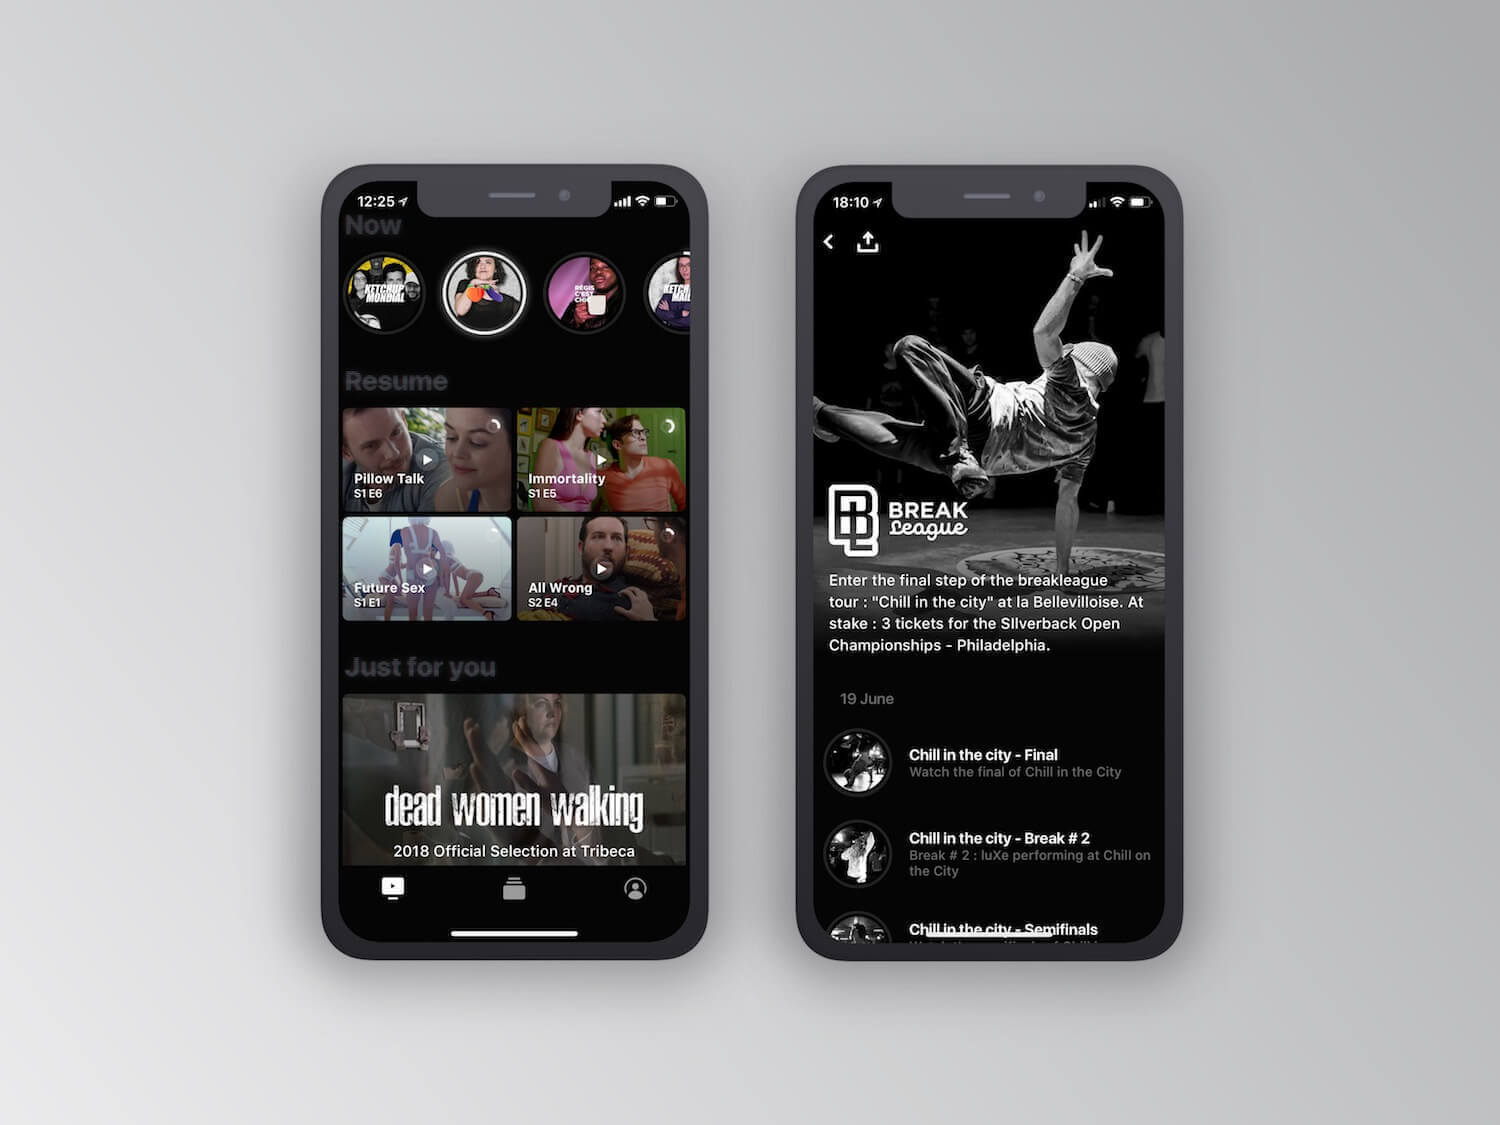 12:25
Now
KETCHUP
MONDIAL
RÉGIS
C'EST
CHIC
KETCH
MAIL
Resume
Pillow Talk
S1 E6
Immortality
S1 E5
Future Sex
S1 E1
All Wrong
S2 E4
Just for you
dead women walking
2018 Official Selection at Tribeca
18:10
BREAK
League
Enter the final step of the breakleague
tour : "Chill in the city" at la Bellevilloise. At
stake : 3 tickets for the SIlverback Open
Championships - Philadelphia.
19 June
Chill in the city - Final
Watch the final of Chill in the City
Chill in the city - Break # 2
Break # 2 : luXe performing at Chill on
the City
Chill in the city - Semifinals